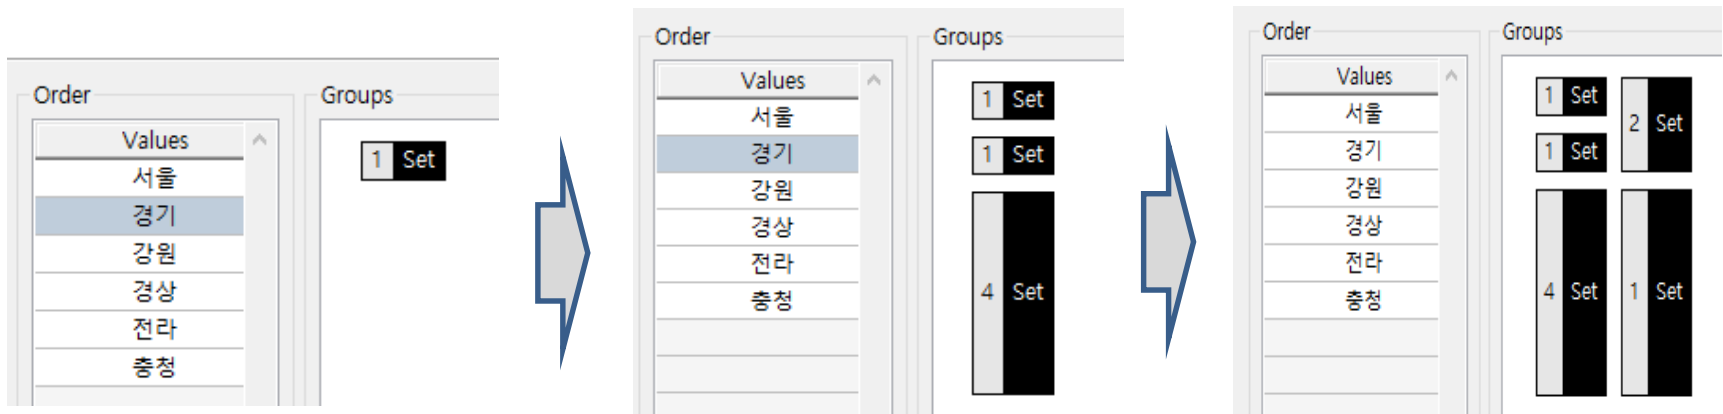 Order
Groups
Values
서울
경기
강원
경상
전라
충청
1 Set
Order
Groups
Values
서울
경기
강원
경상
전라
충청
1 Set
1 Set
4 Set
Order
Groups
Values
서울
경기
강원
경상
전라
충청
1 Set
2 Set
1 Set
4 Set
1 Set